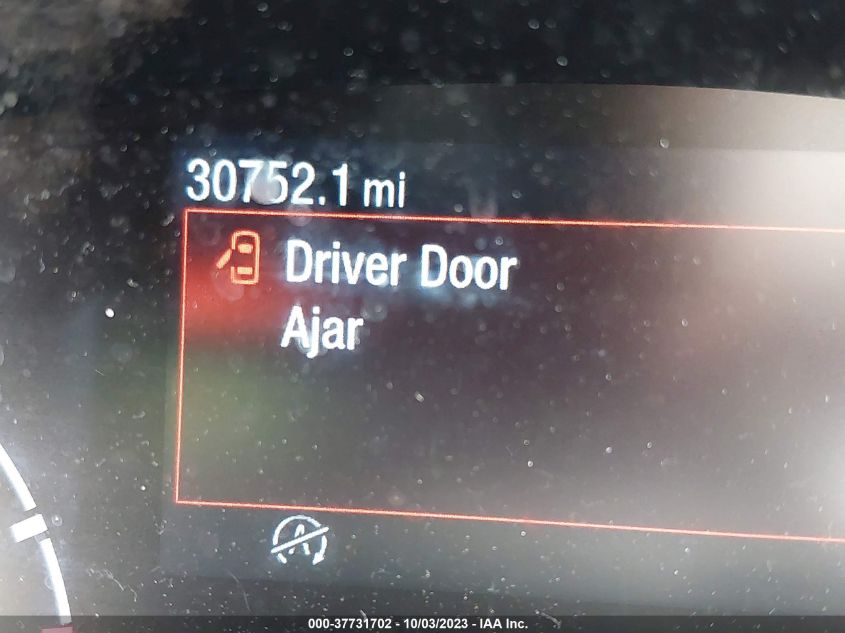 30752.1 mi
Driver Door
Ajar
A
000-37731702 - 10/03/2023 - IAA Inc.